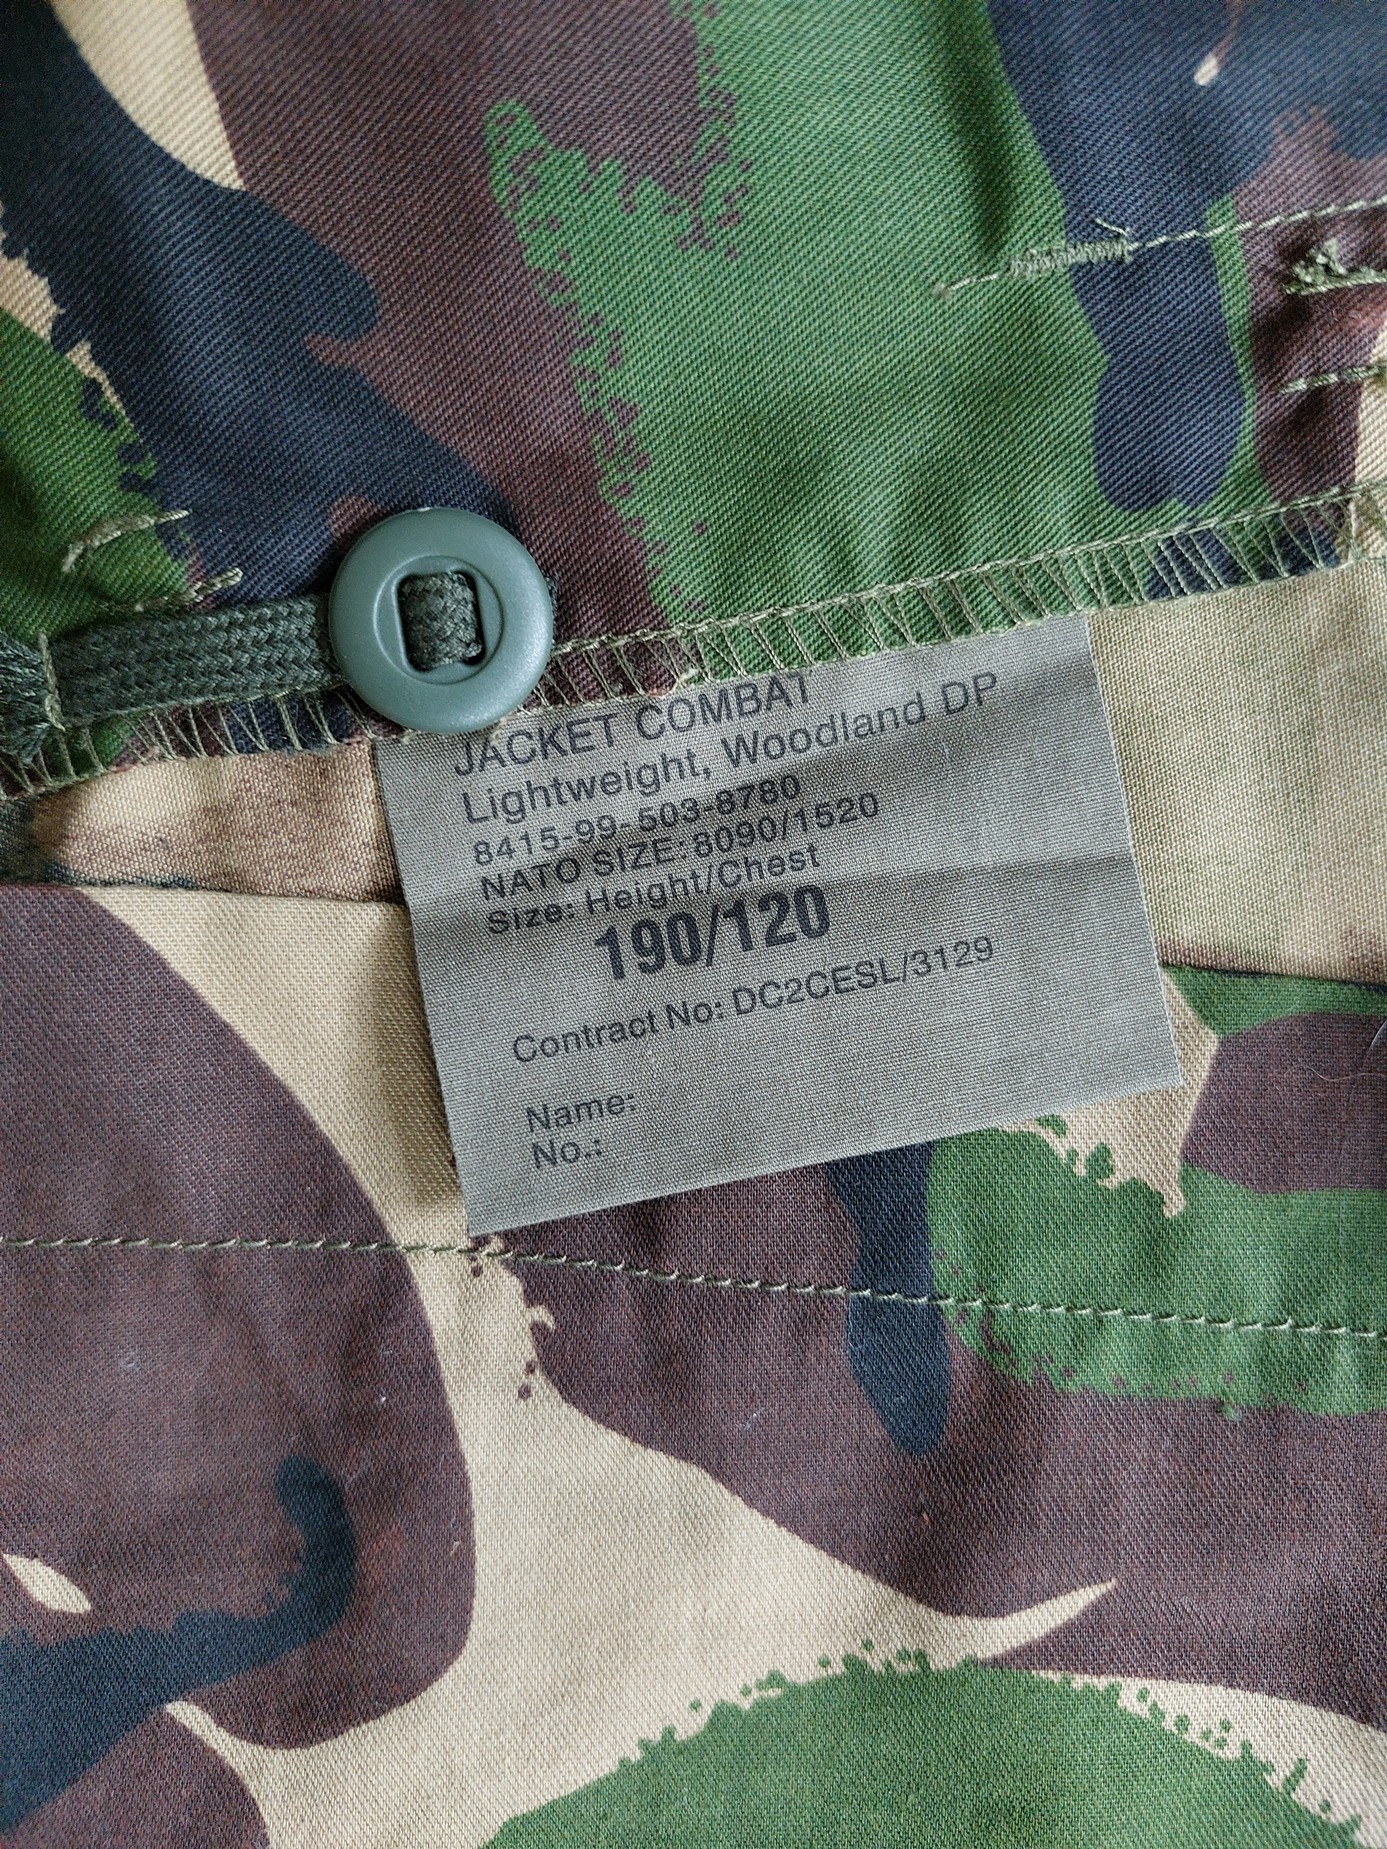 JACKET COMBAT
Lightweight, Woodland DP
8415-99-503-8780
NATO SIZE: 8090/1520
Size: Height/Chest
190/120
Contract No: DC2CESL/3129
Name:
No.: